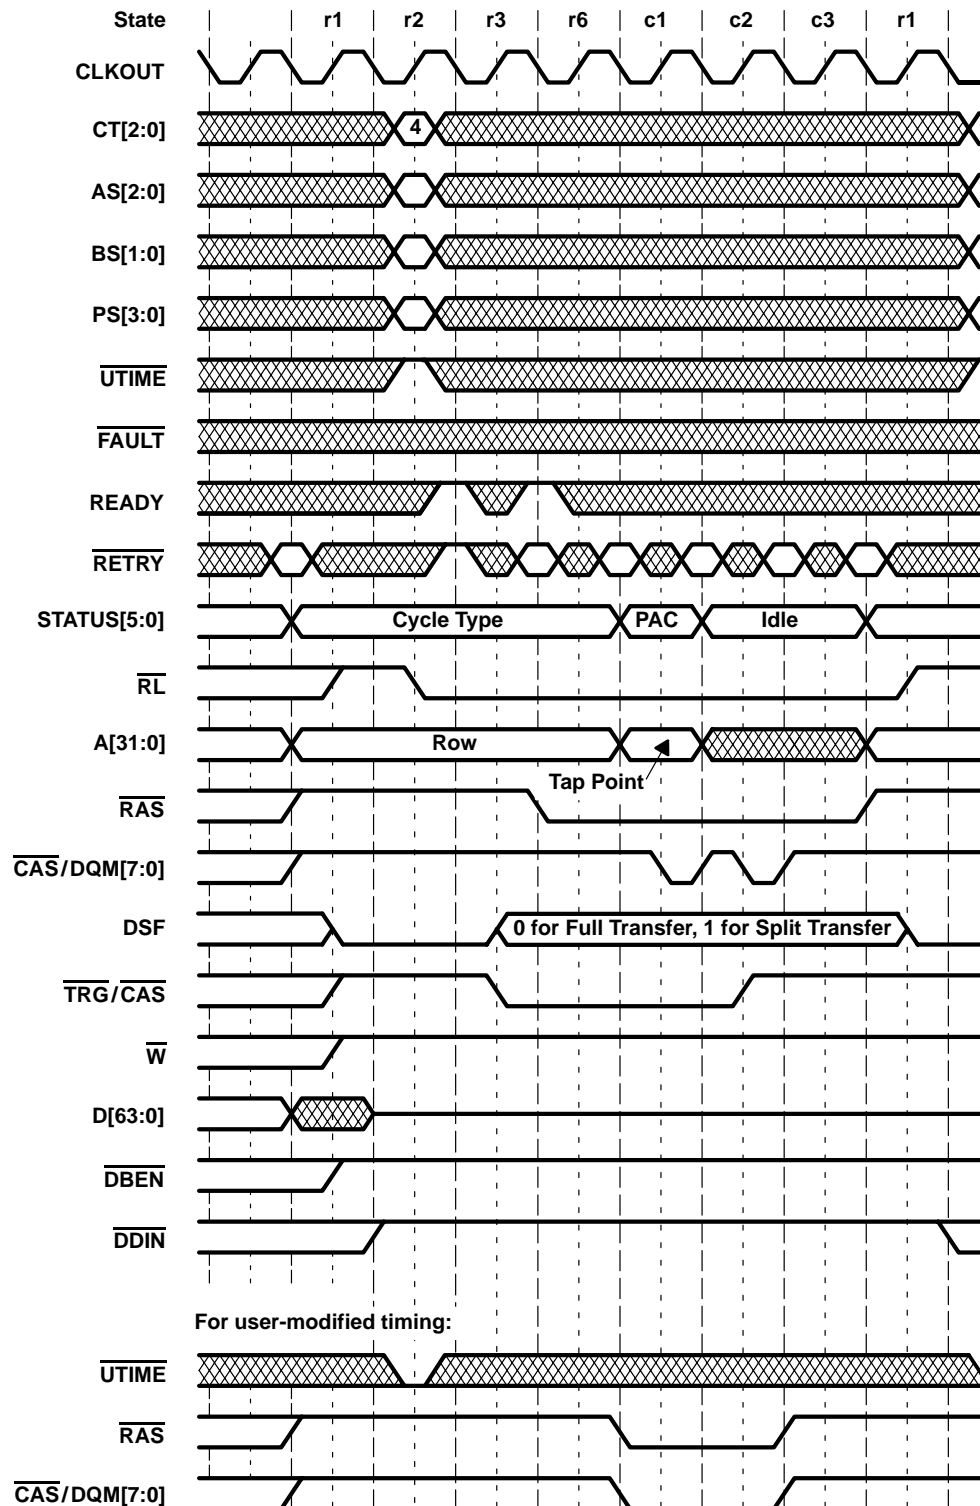 State r1 r2 r3 r6 c1 c2 c3 r1
CLKOUT
CT[2:0] 4
AS[2:0]
BS[1:0]
PS[3:0]
UTIME
FAULT
READY
RETRY
STATUS[5:0] Cycle Type PAC Idle
RL
A[31:0] Row
Tap Point
RAS
CAS/DQM[7:0]
DSF 0 for Full Transfer, 1 for Split Transfer
TRG/CAS
W
D[63:0]
DBEN
DDIN
For user-modified timing:
UTIME
RAS
CAS/DQM[7:0]